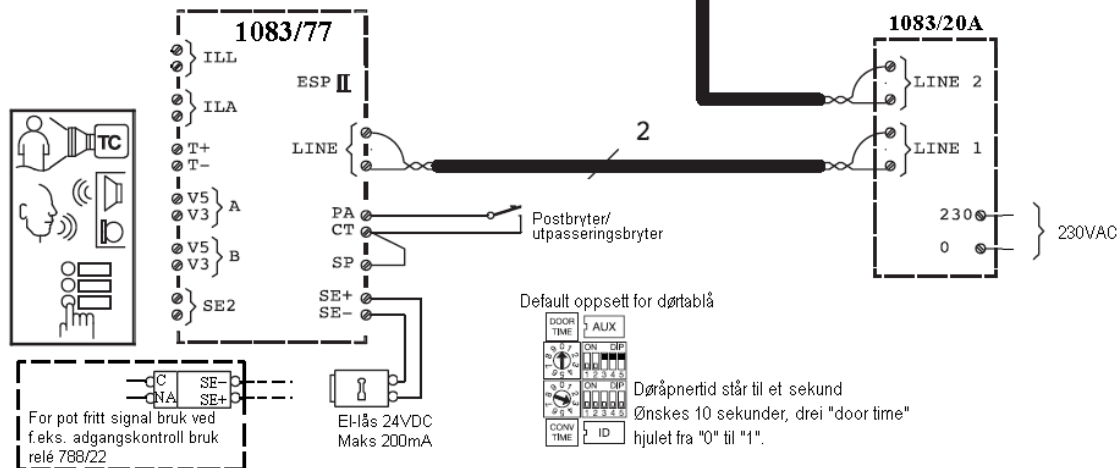 1083/77
1083/20A
ILL
ESP II
ILA
TC
LINE
T+
T-
V5
V3
A
V5
V3
B
SE2
PA
CT
SP
SE+
SE-
2
LINE 2
LINE 1
230
0
230VAC
Postbryter/
utpasseringsbryter
Default oppsett for dørtablå
DOOR
TIME
AUX
ON DIP
1 2 3 4 5
ON DIP
1 2 3 4 5
CONV
TIME
ID
Døråpnertid står til et sekund
Ønskes 10 sekunder, drei "door time"
hjulet fra "0" til "1".
C
NA
SE-
SE+
For pot fritt signal bruk ved
f.eks. adgangskontroll bruk
relé 788/22
El-lås 24VDC
Maks 200mA